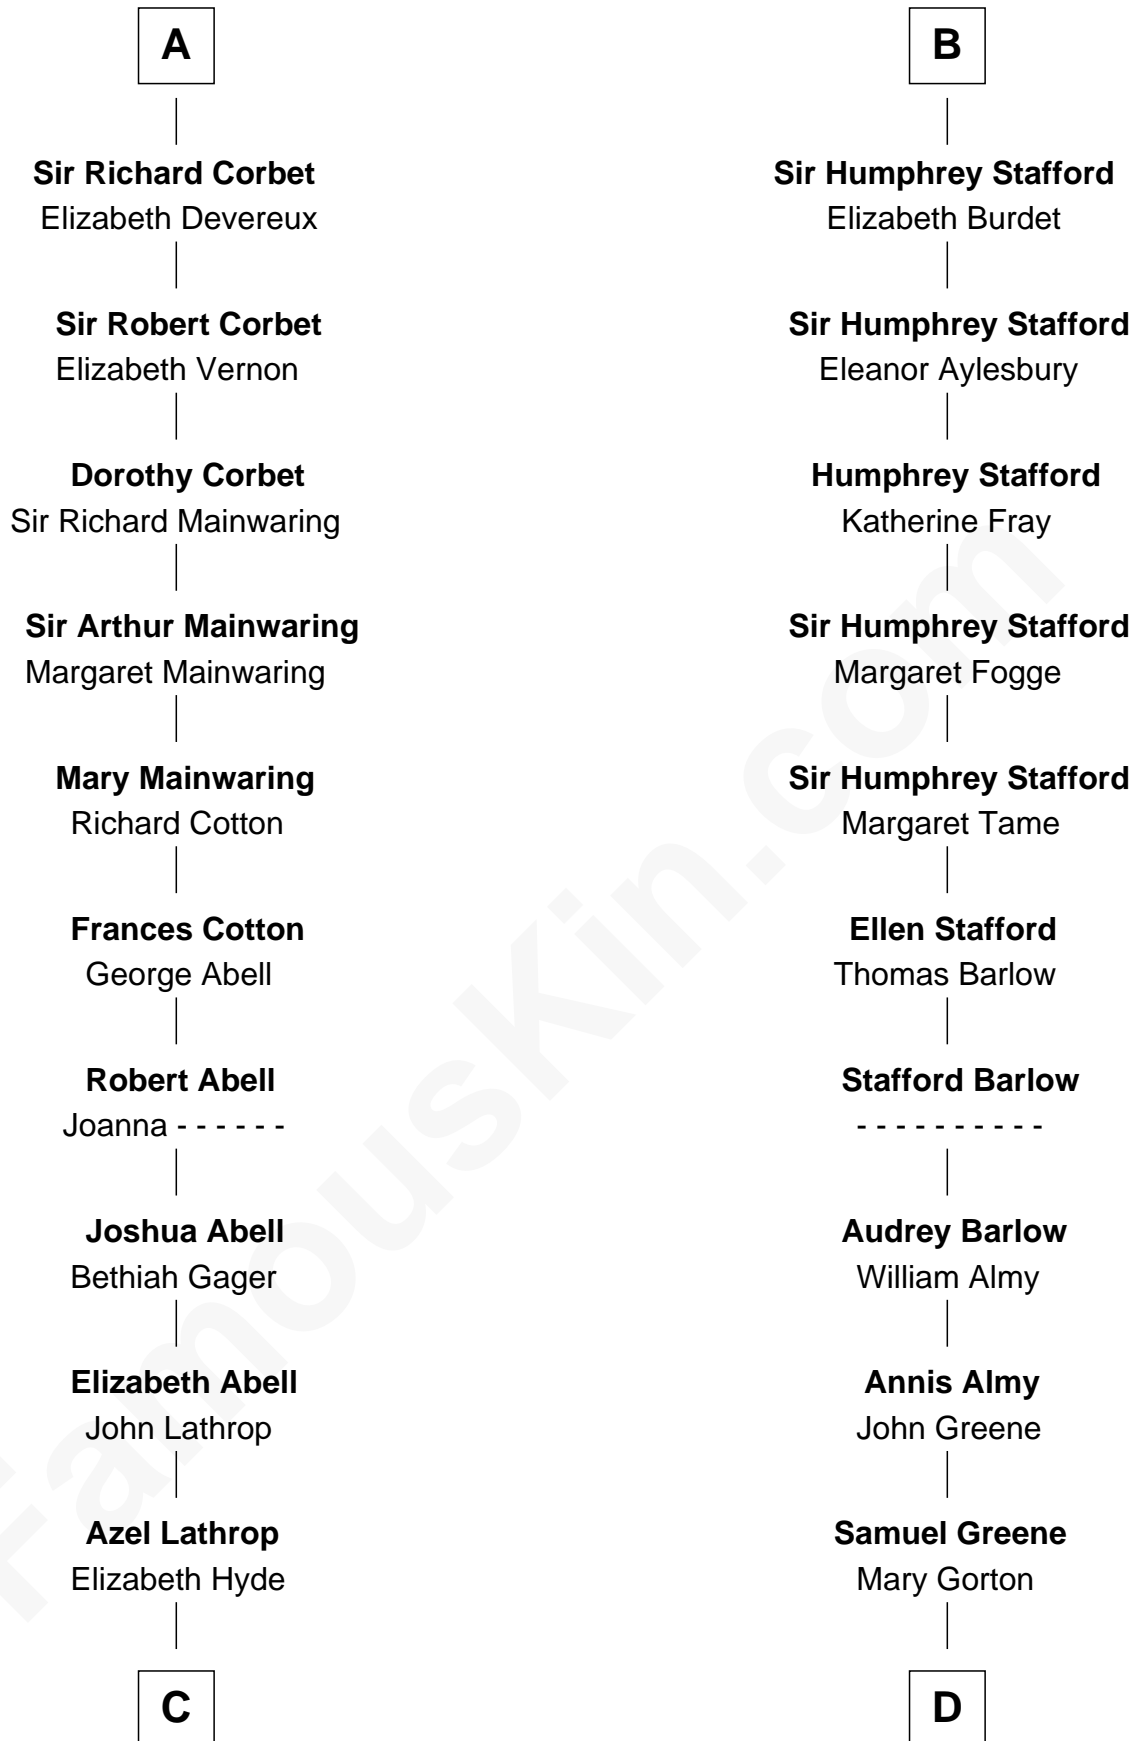 A
Sir Richard Corbet
Elizabeth Devereux
Sir Robert Corbet
Elizabeth Vernon
Dorothy Corbet
Sir Richard Mainwaring
Sir Arthur Mainwaring
Margaret Mainwaring
Mary Mainwaring
Richard Cotton
Frances Cotton
George Abell
Robert Abell
Joanna - - - - - -
Joshua Abell
Bethiah Gager
Elizabeth Abell
John Lathrop
Azel Lathrop
Elizabeth Hyde
C
B
Sir Humphrey Stafford
Elizabeth Burdet
Sir Humphrey Stafford
Eleanor Aylesbury
Humphrey Stafford
Katherine Fray
Sir Humphrey Stafford
Margaret Fogge
Sir Humphrey Stafford
Margaret Tame
Ellen Stafford
Thomas Barlow
Stafford Barlow
- - - - - - - - - -
Audrey Barlow
William Almy
Annis Almy
John Greene
Samuel Greene
Mary Gorton
D
FamousKin.com